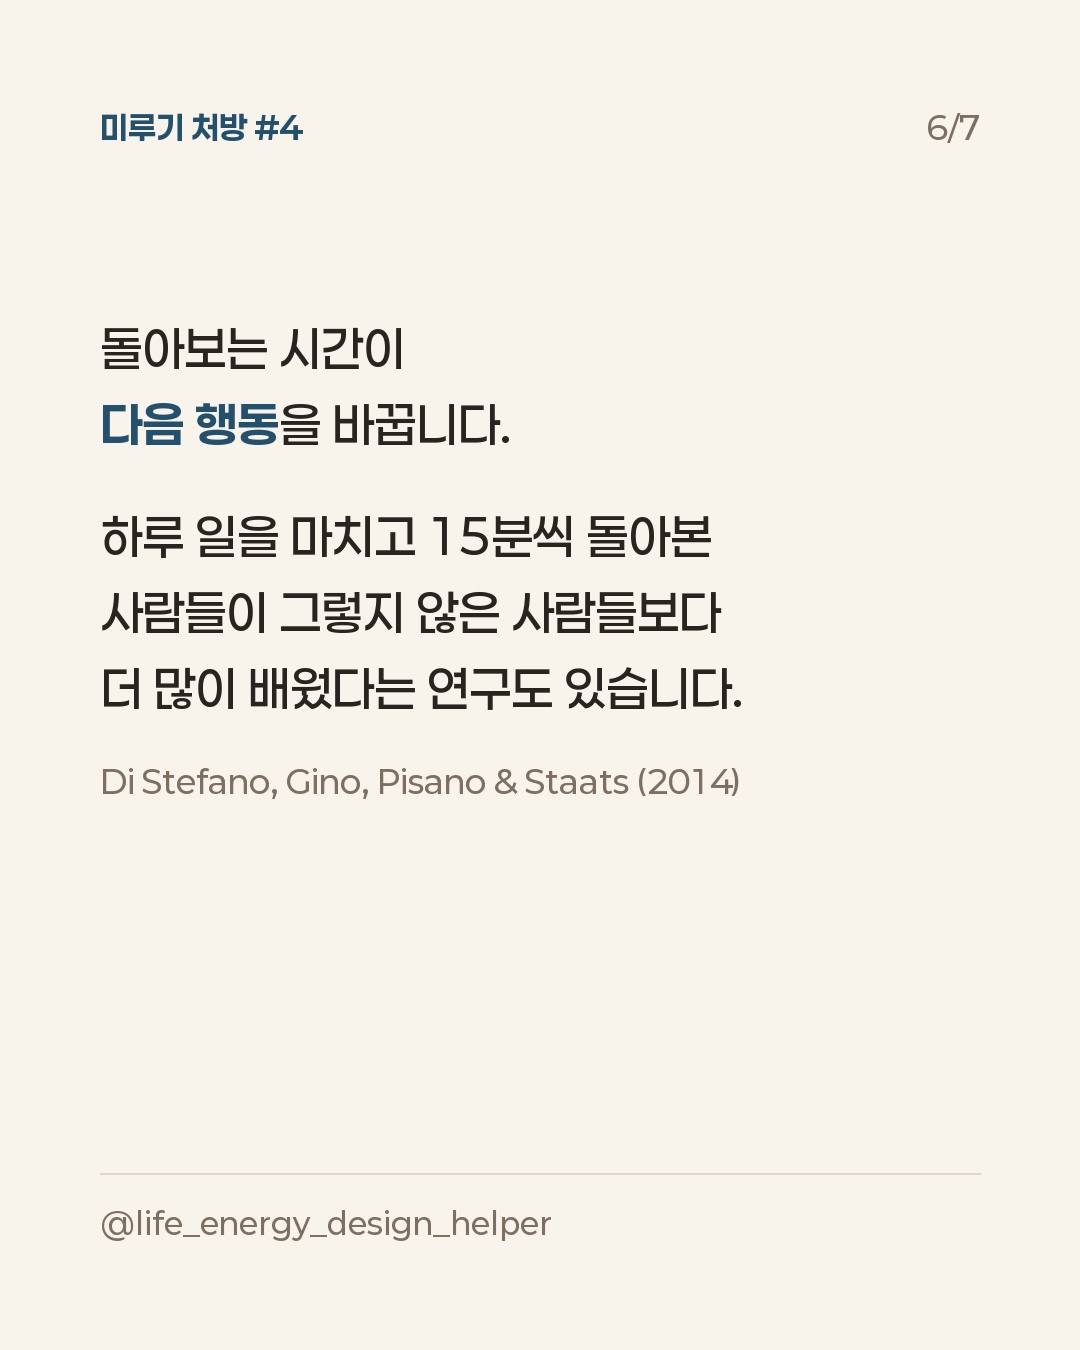 미루기 처방 #4
6/7
돌아보는 시간이
다음 행동을 바꿉니다.
하루 일을 마치고 15분씩 돌아본
사람들이 그렇지 않은 사람들보다
더 많이 배웠다는 연구도 있습니다.
Di Stefano, Gino, Pisano & Staats (2014)
@life_energy_design_helper